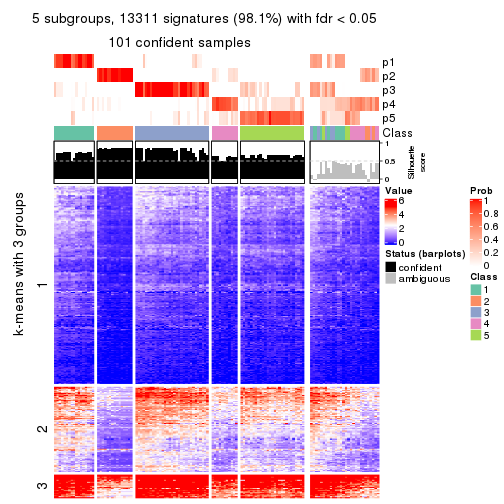 5 subgroups, 13311 signatures (98.1%) with fdr < 0.05
101 confident samples
p1
p2
p3
p4
p5
Class
1
0.5
0
Silhouette
score
k-means with 3 groups
1
2
3
Value
6
4
2
0
Status (barplots)
confident
ambiguous
Prob
1
0.8
0.6
0.4
0.2
0
Class
1
2
3
4
5